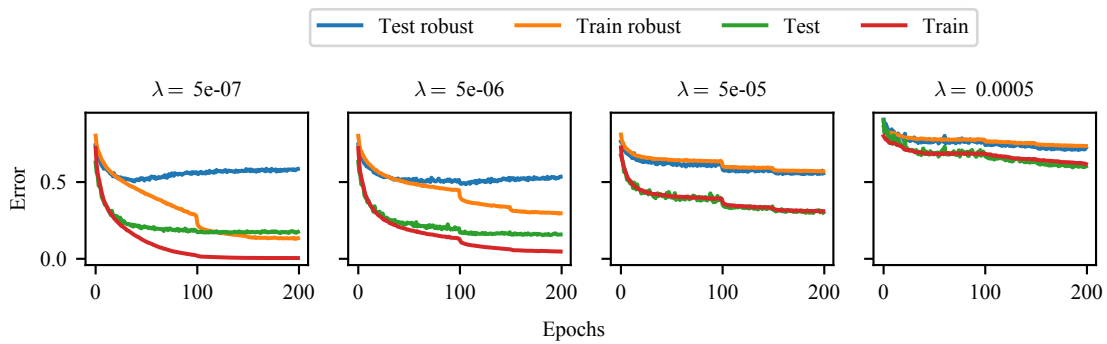 Test robust Train robust Test Train
λ = 5e-07 λ = 5e-06 λ = 5e-05 λ = 0.0005
Error
0.5
0.0
0 100 200 0 100 200 0 100 200 0 100 200
Epochs